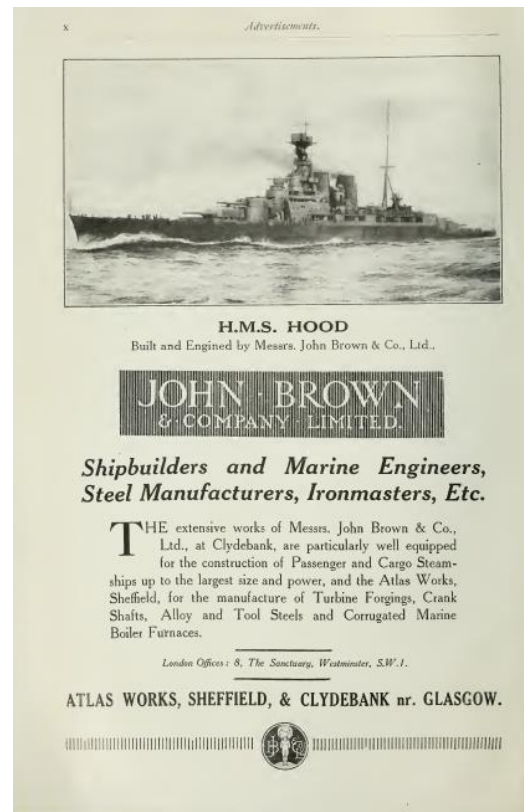 x
Advertisements.
H.M.S. HOOD
Built and Engined by Messrs. John Brown & Co., Ltd.,
JOHN · BROWN
& · COMPANY · LIMITED.
Shipbuilders and Marine Engineers,
Steel Manufacturers, Ironmasters, Etc.
THE extensive works of Messrs. John Brown & Co.,
Ltd., at Clydebank, are particularly well equipped
for the construction of Passenger and Cargo Steam-
ships up to the largest size and power, and the Atlas Works,
Sheffield, for the manufacture of Turbine Forgings, Crank
Shafts, Alloy and Tool Steels and Corrugated Marine
Boiler Furnaces.
London Offices: 8, The Sanctuary, Westminster, S.W.1.
ATLAS WORKS, SHEFFIELD, & CLYDEBANK nr. GLASGOW.